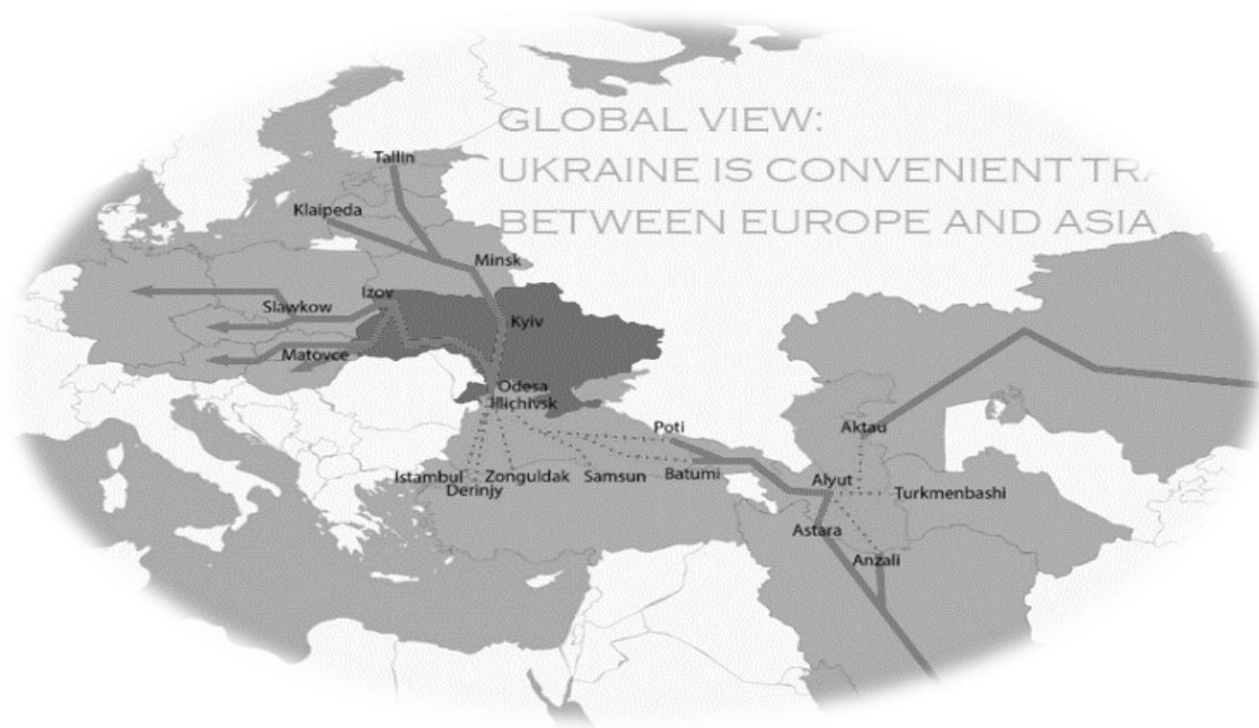 GLOBAL VIEW:
UKRAINE IS CONVENIENT
BETWEEN EUROPE AND ASIA
Tallin
Klaipeda
Minsk
Izov
Slawkow
Kyiv
Matovce
Odesa
Illichivsk
Poti
Aktau
Istambul
Zonguldak
Samsun
Batumi
Alyut
Derinjy
Turkmenbashi
Astara
Anzali